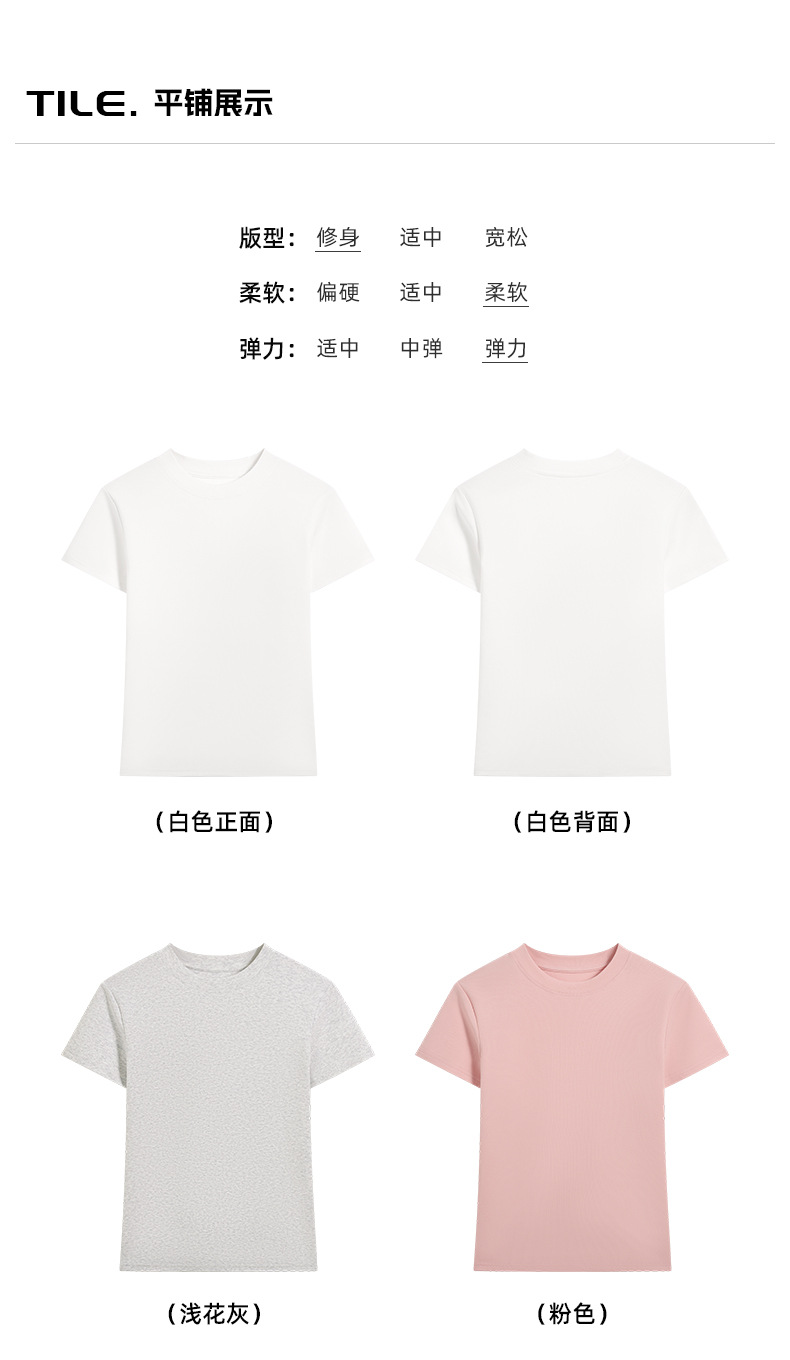 TILE. 平铺展示
版型： 修身 适中 宽松
柔软： 偏硬 适中 柔软
弹力： 适中 中弹 弹力
（白色正面） （白色背面）
（浅花灰） （粉色）